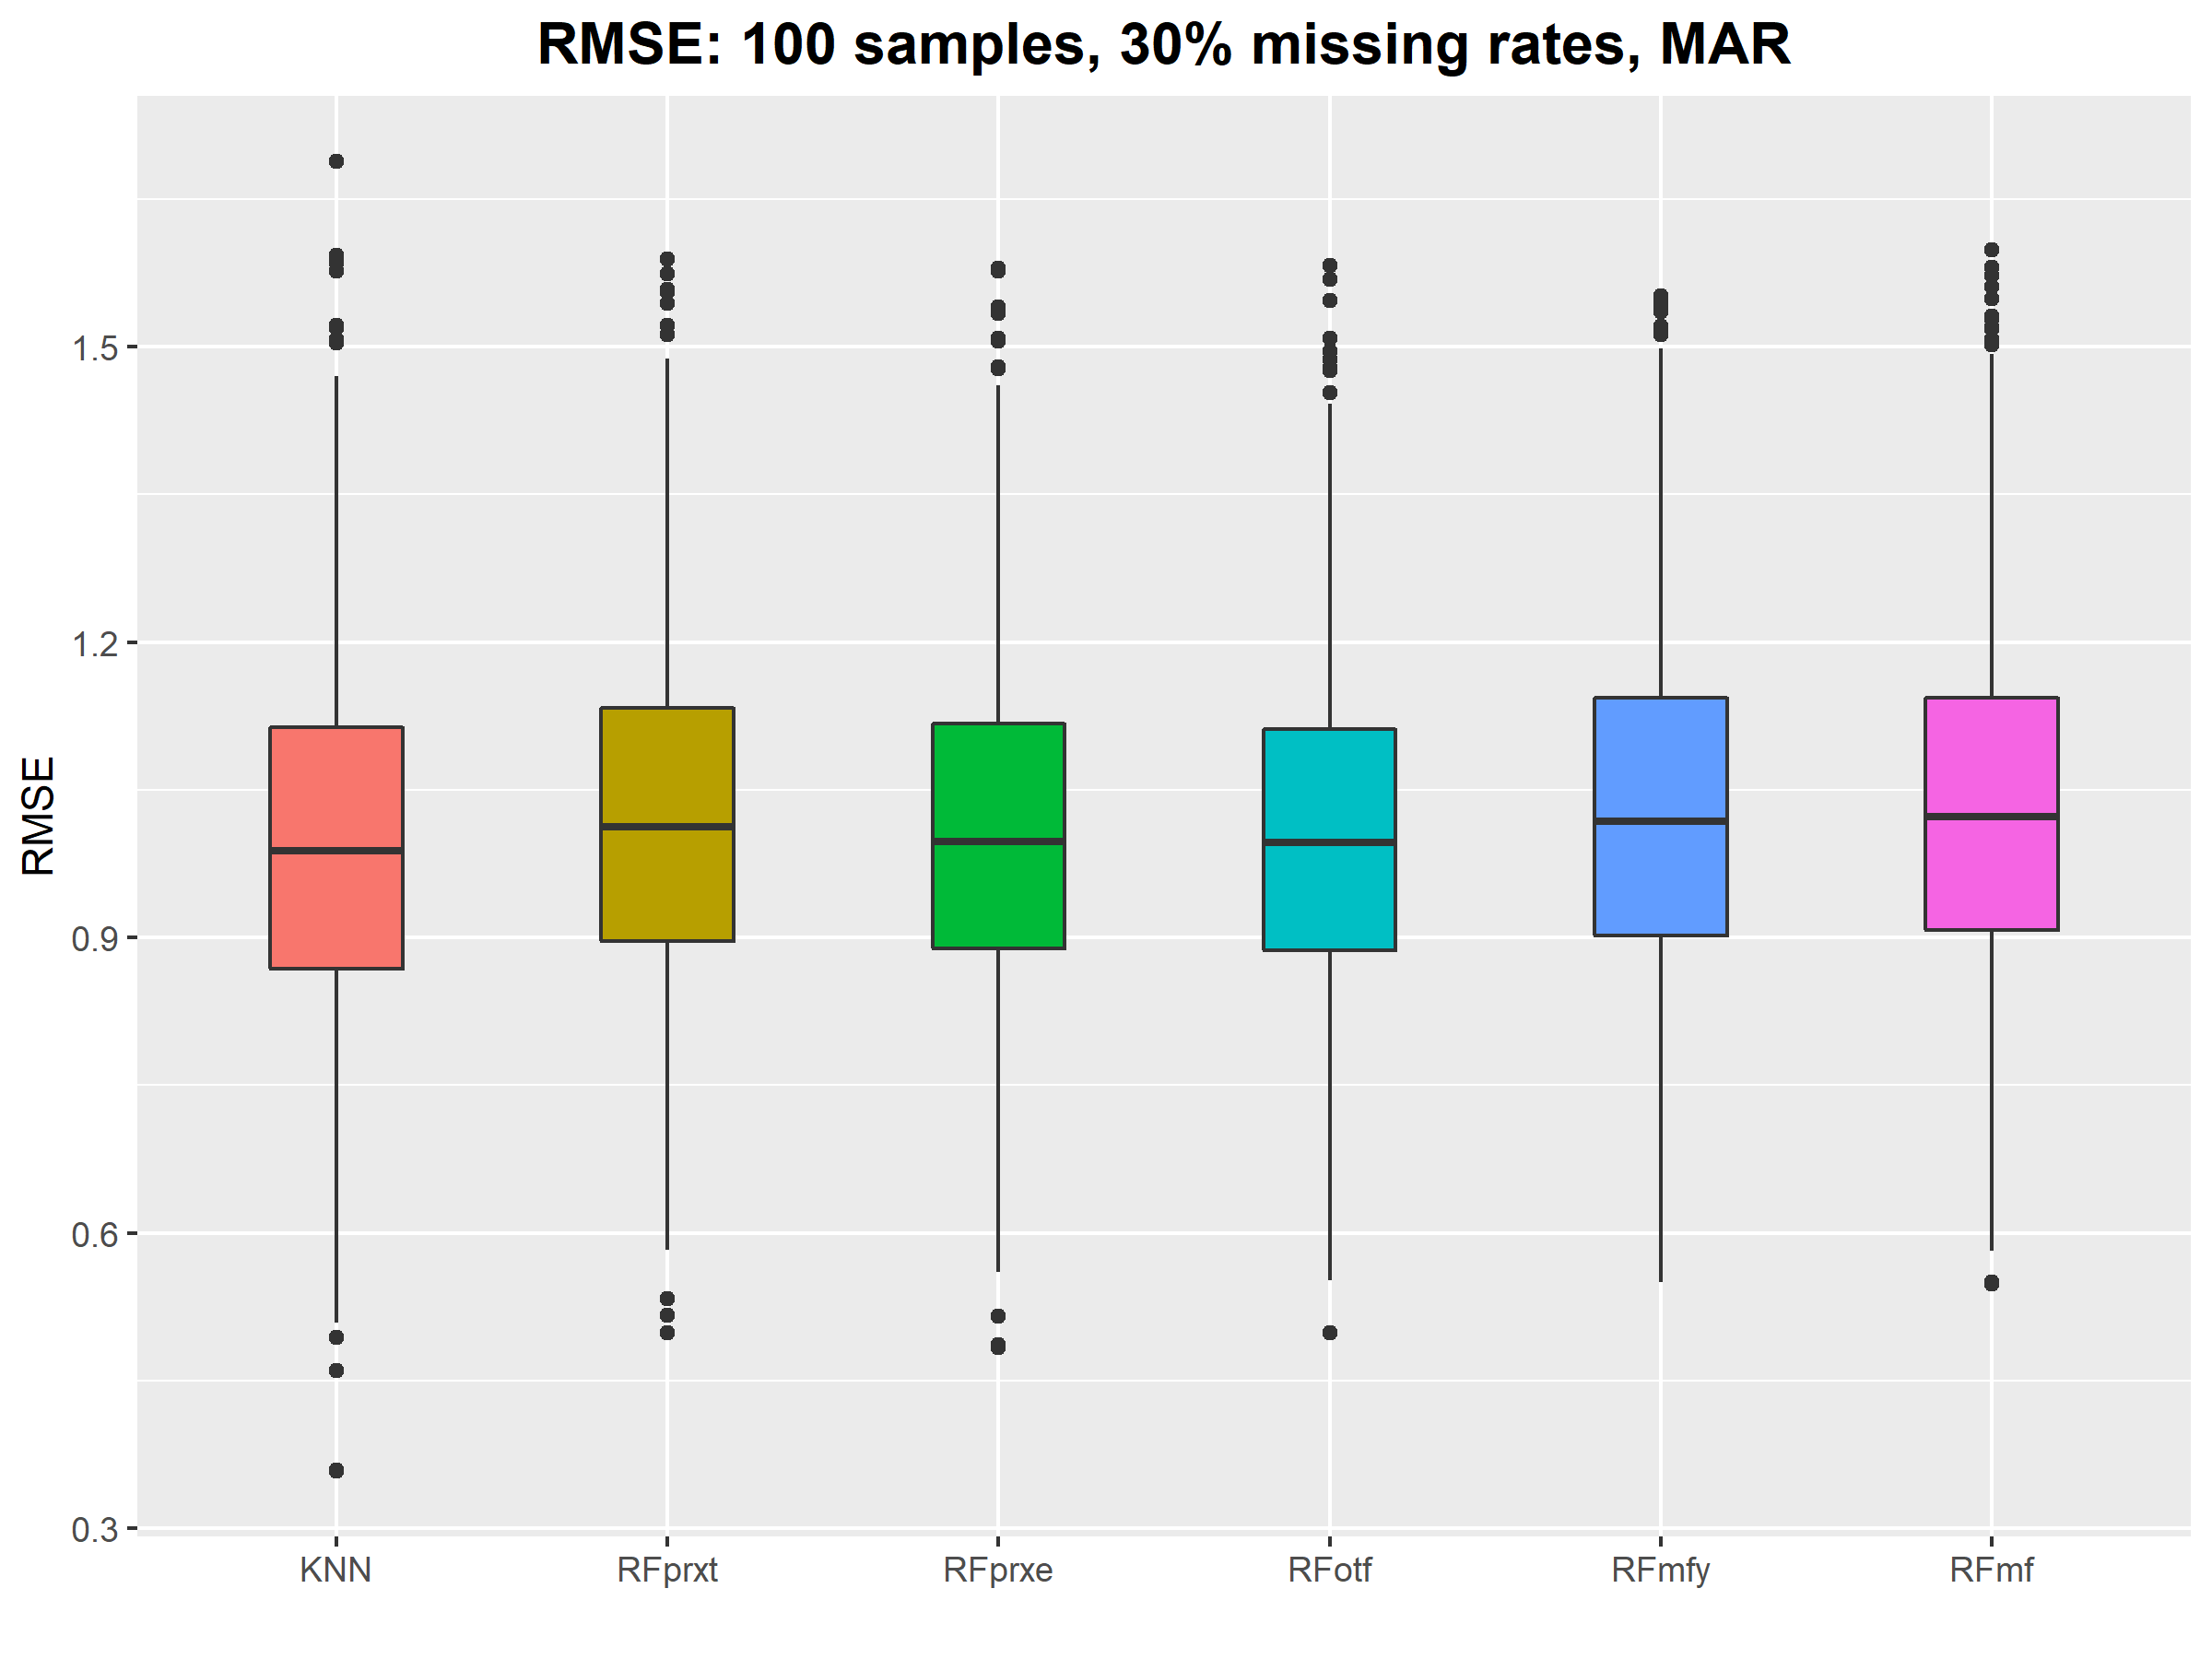 RMSE: 100 samples, 30% missing rates, MAR
RMSE
1.5
1.2
0.9
0.6
0.3
KNN RFprxt RFprxe RFotf RFmfy RFmf